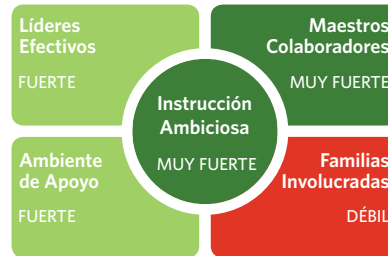 Líderes
Efectivos
FUERTE
Maestros
Colaboradores
MUY FUERTE
Instrucción
Ambiciosa
MUY FUERTE
Ambiente
de Apoyo
FUERTE
Familias
Involucradas
DÉBIL